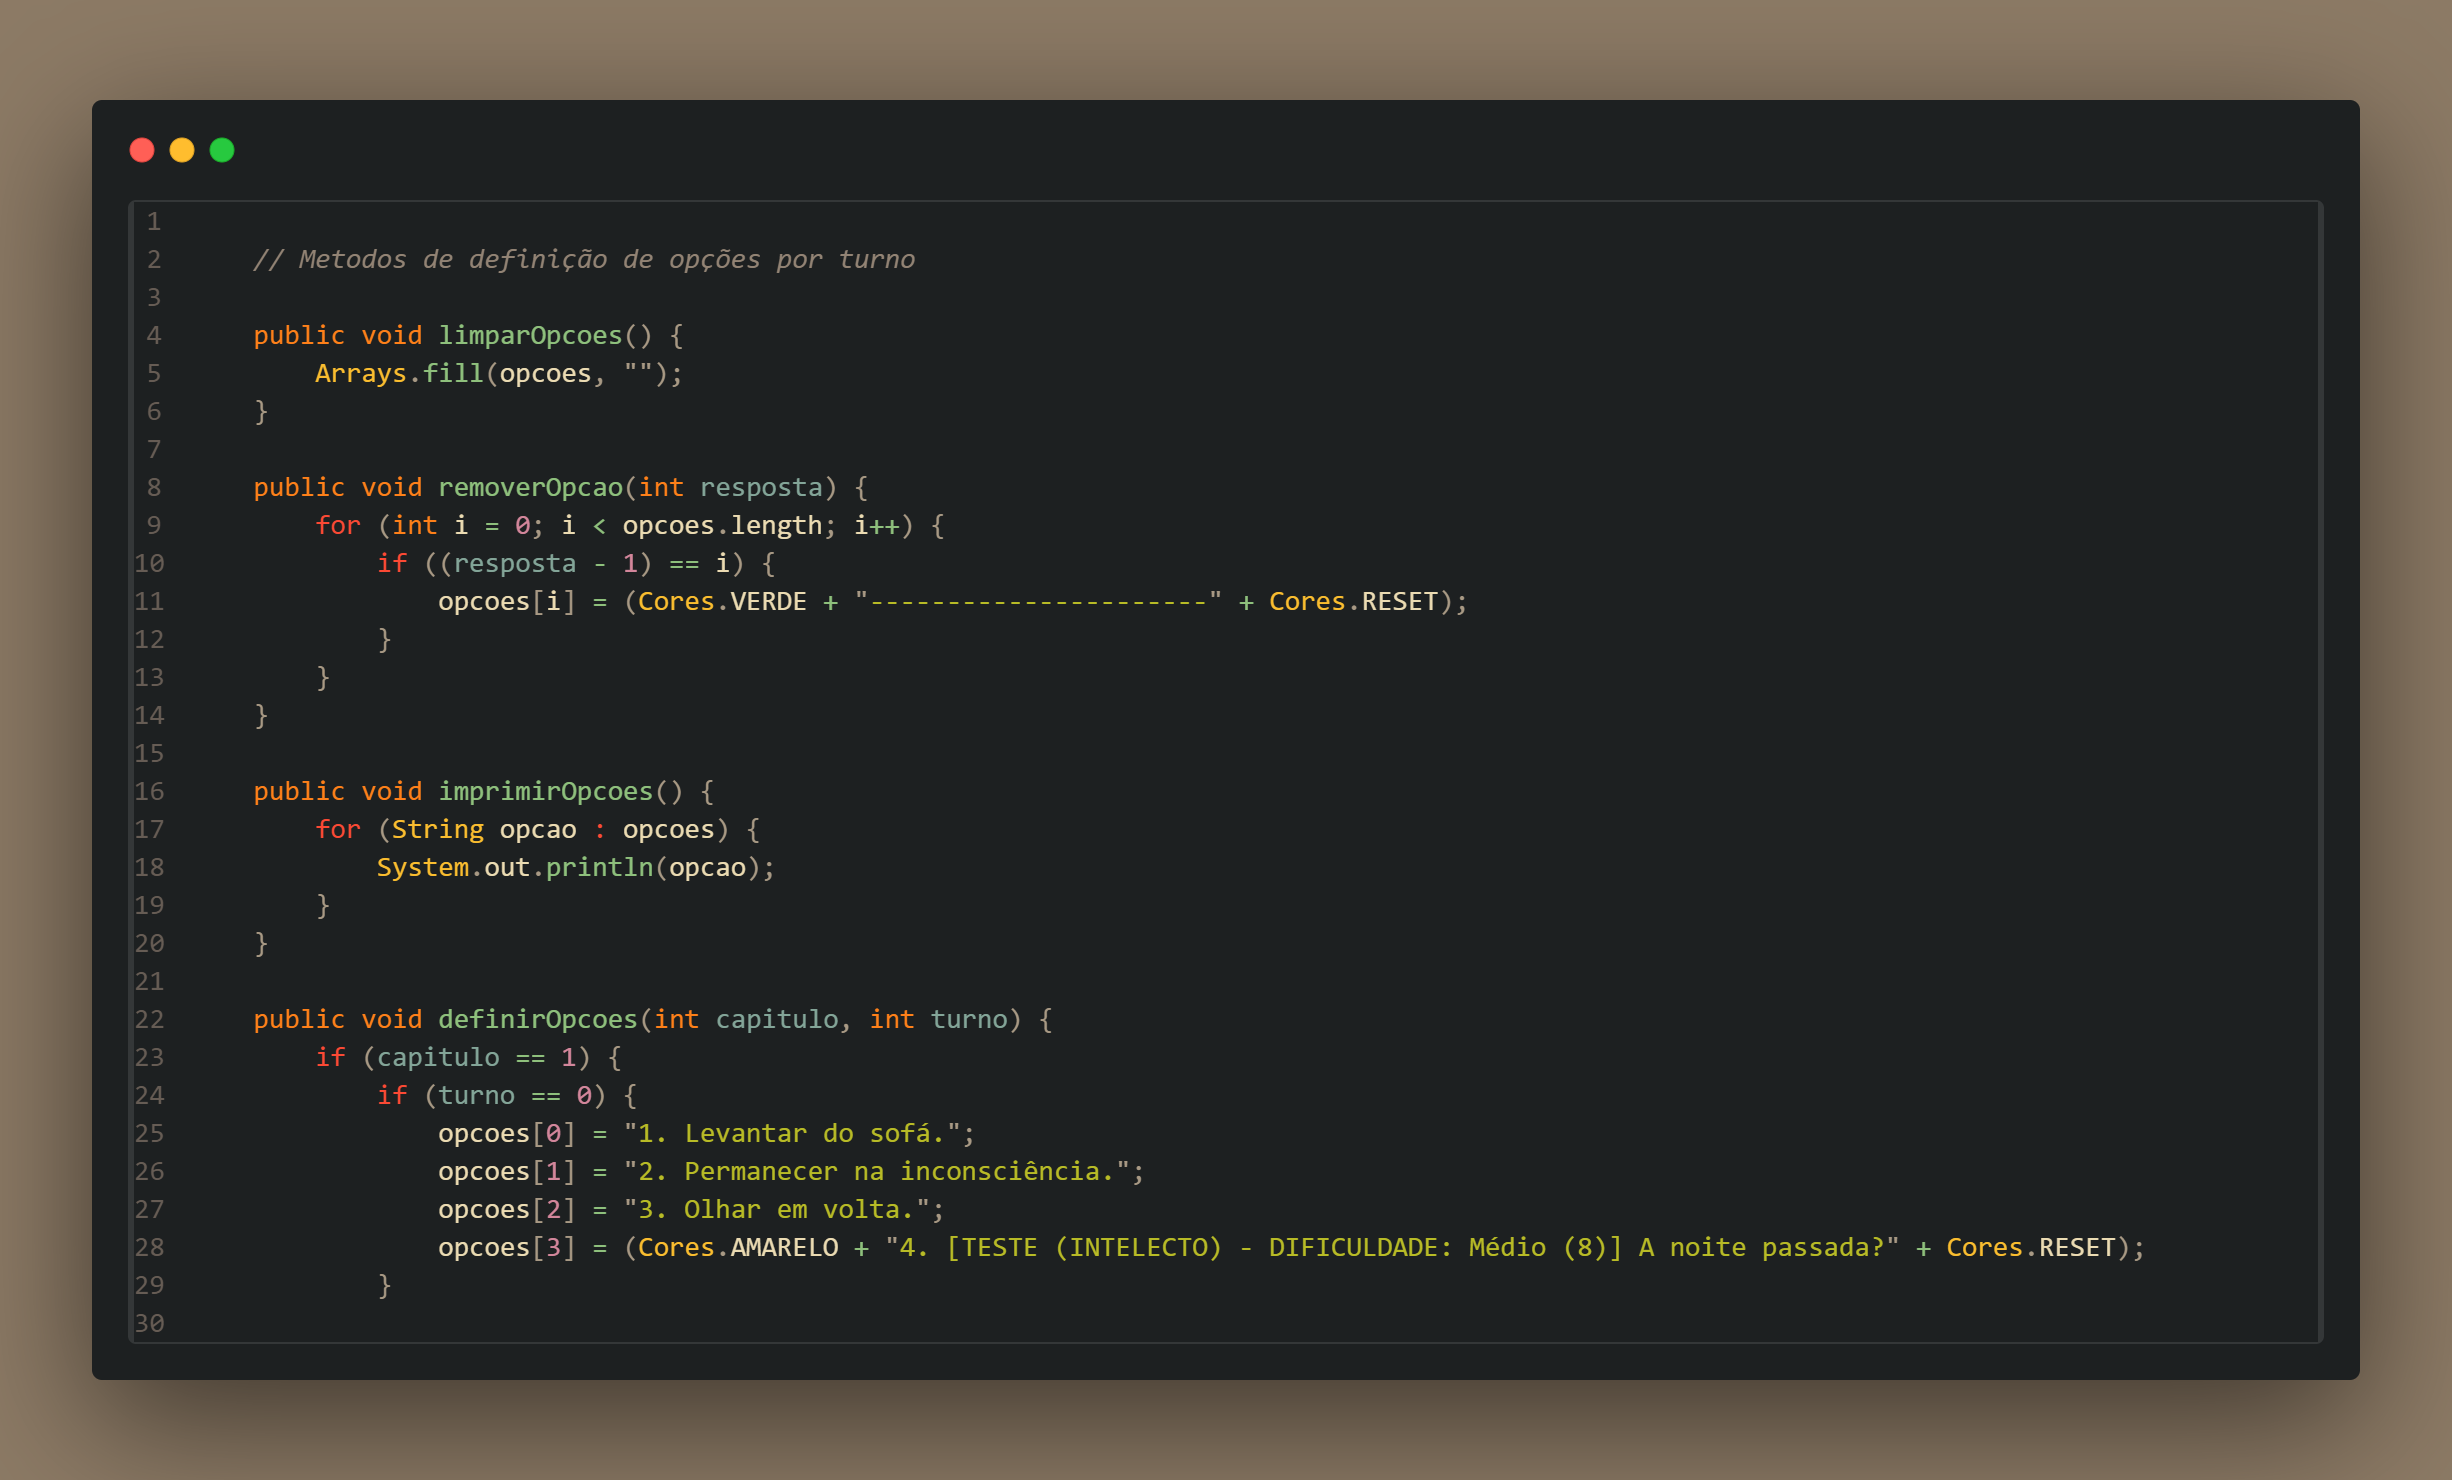 1
2 // Metodos de definição de opções por turno
3
4 public void limparOpcoes() {
5 Arrays.fill(opcoes, "");
6 }
7
8 public void removerOpcao(int resposta) {
9 for (int i = 0; i < opcoes.length; i++) {
10 if ((resposta - 1) == i) {
11 opcoes[i] = (Cores.VERDE + "----------------------" + Cores.RESET);
12 }
13 }
14 }
15
16 public void imprimirOpcoes() {
17 for (String opcao : opcoes) {
18 System.out.println(opcao);
19 }
20 }
21
22 public void definirOpcoes(int capitulo, int turno) {
23 if (capitulo == 1) {
24 if (turno == 0) {
25 opcoes[0] = "1. Levantar do sofá.";
26 opcoes[1] = "2. Permanecer na inconsciência.";
27 opcoes[2] = "3. Olhar em volta.";
28 opcoes[3] = (Cores.AMARELO + "4. [TESTE (INTELECTO) - DIFICULDADE: Médio (8)] A noite passada?" + Cores.RESET);
29 }
30